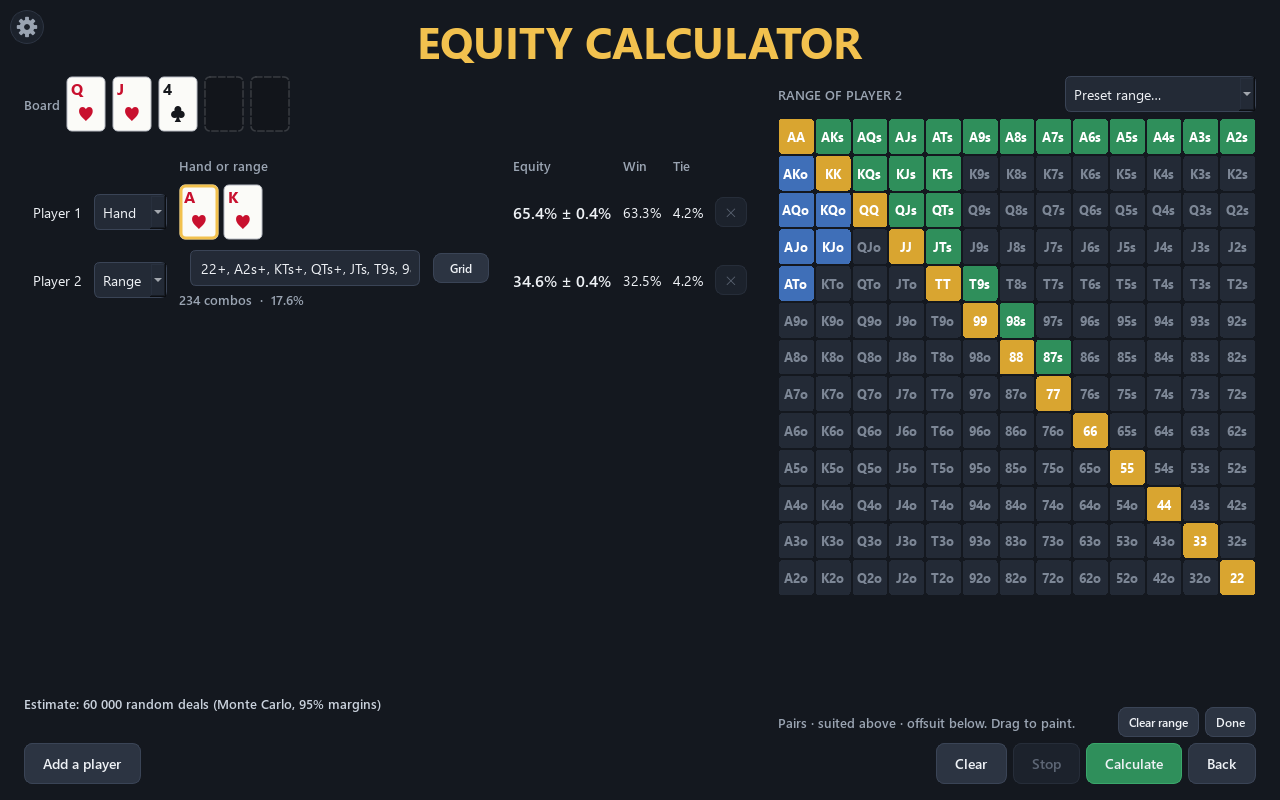 EQUITY CALCULATOR
Board
Q
J
4
Hand or range
Equity
Win
Tie
Player 1
Hand
A
K
65.4% ± 0.4%
63.3%
4.2%
Player 2
Range
22+, A2s+, KTs+, QTs+, JTs, T9s, 9
Grid
34.6% ± 0.4%
32.5%
4.2%
234 combos · 17.6%
RANGE OF PLAYER 2
Preset range...
AA AKs AQs AJs ATs A9s A8s A7s A6s A5s A4s A3s A2s
AKo KK KQs KJs KTs K9s K8s K7s K6s K5s K4s K3s K2s
AQo KQo QQ QJs QTs Q9s Q8s Q7s Q6s Q5s Q4s Q3s Q2s
AJo KJo QJo JJ JTs J9s J8s J7s J6s J5s J4s J3s J2s
ATo KTo QTo JTo TT T9s T8s T7s T6s T5s T4s T3s T2s
A9o K9o Q9o J9o T9o 99 98s 97s 96s 95s 94s 93s 92s
A8o K8o Q8o J8o T8o 98o 88 87s 86s 85s 84s 83s 82s
A7o K7o Q7o J7o T7o 97o 87o 77 76s 75s 74s 73s 72s
A6o K6o Q6o J6o T6o 96o 86o 76o 66 65s 64s 63s 62s
A5o K5o Q5o J5o T5o 95o 85o 75o 65o 55 54s 53s 52s
A4o K4o Q4o J4o T4o 94o 84o 74o 64o 54o 44 43s 42s
A3o K3o Q3o J3o T3o 93o 83o 73o 63o 53o 43o 33 32s
A2o K2o Q2o J2o T2o 92o 82o 72o 62o 52o 42o 32o 22
Estimate: 60 000 random deals (Monte Carlo, 95% margins)
Pairs · suited above · offsuit below. Drag to paint.
Clear range
Done
Add a player
Clear
Stop
Calculate
Back